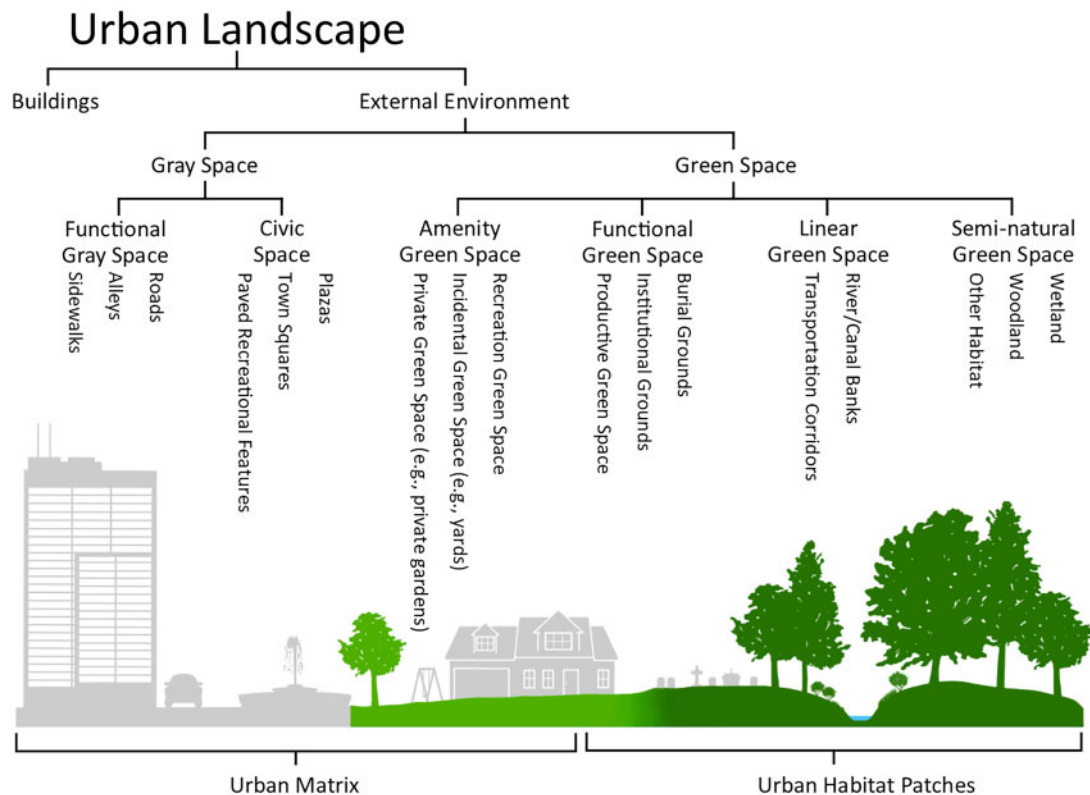 Urban Landscape
Buildings
External Environment
Gray Space
Green Space
Functional
Gray Space
Sidewalks
Alleys
Roads
Civic
Space
Paved Recreational Features
Town Squares
Plazas
Amenity
Green Space
Private Green Space (e.g., private gardens)
Incidental Green Space (e.g., yards)
Recreation Green Space
Functional
Green Space
Productive Green Space
Institutional Grounds
Burial Grounds
Linear
Green Space
Transportation Corridors
River/Canal Banks
Semi-natural
Green Space
Other Habitat
Woodland
Wetland
Urban Matrix
Urban Habitat Patches